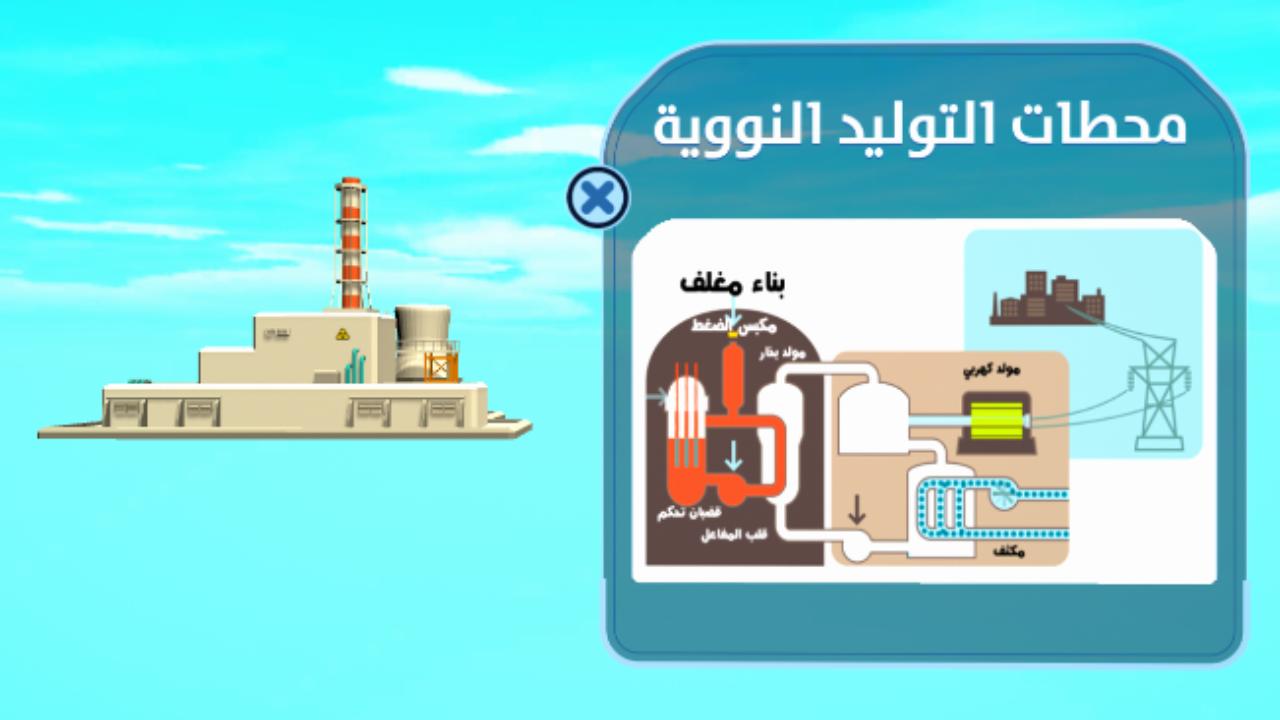 محطات التوليد النووية
بناء مغلف
مكبس الضغط
مولد بخار
مولد كهربي
قضبان تحكم
قلب المفاعل
مكثف